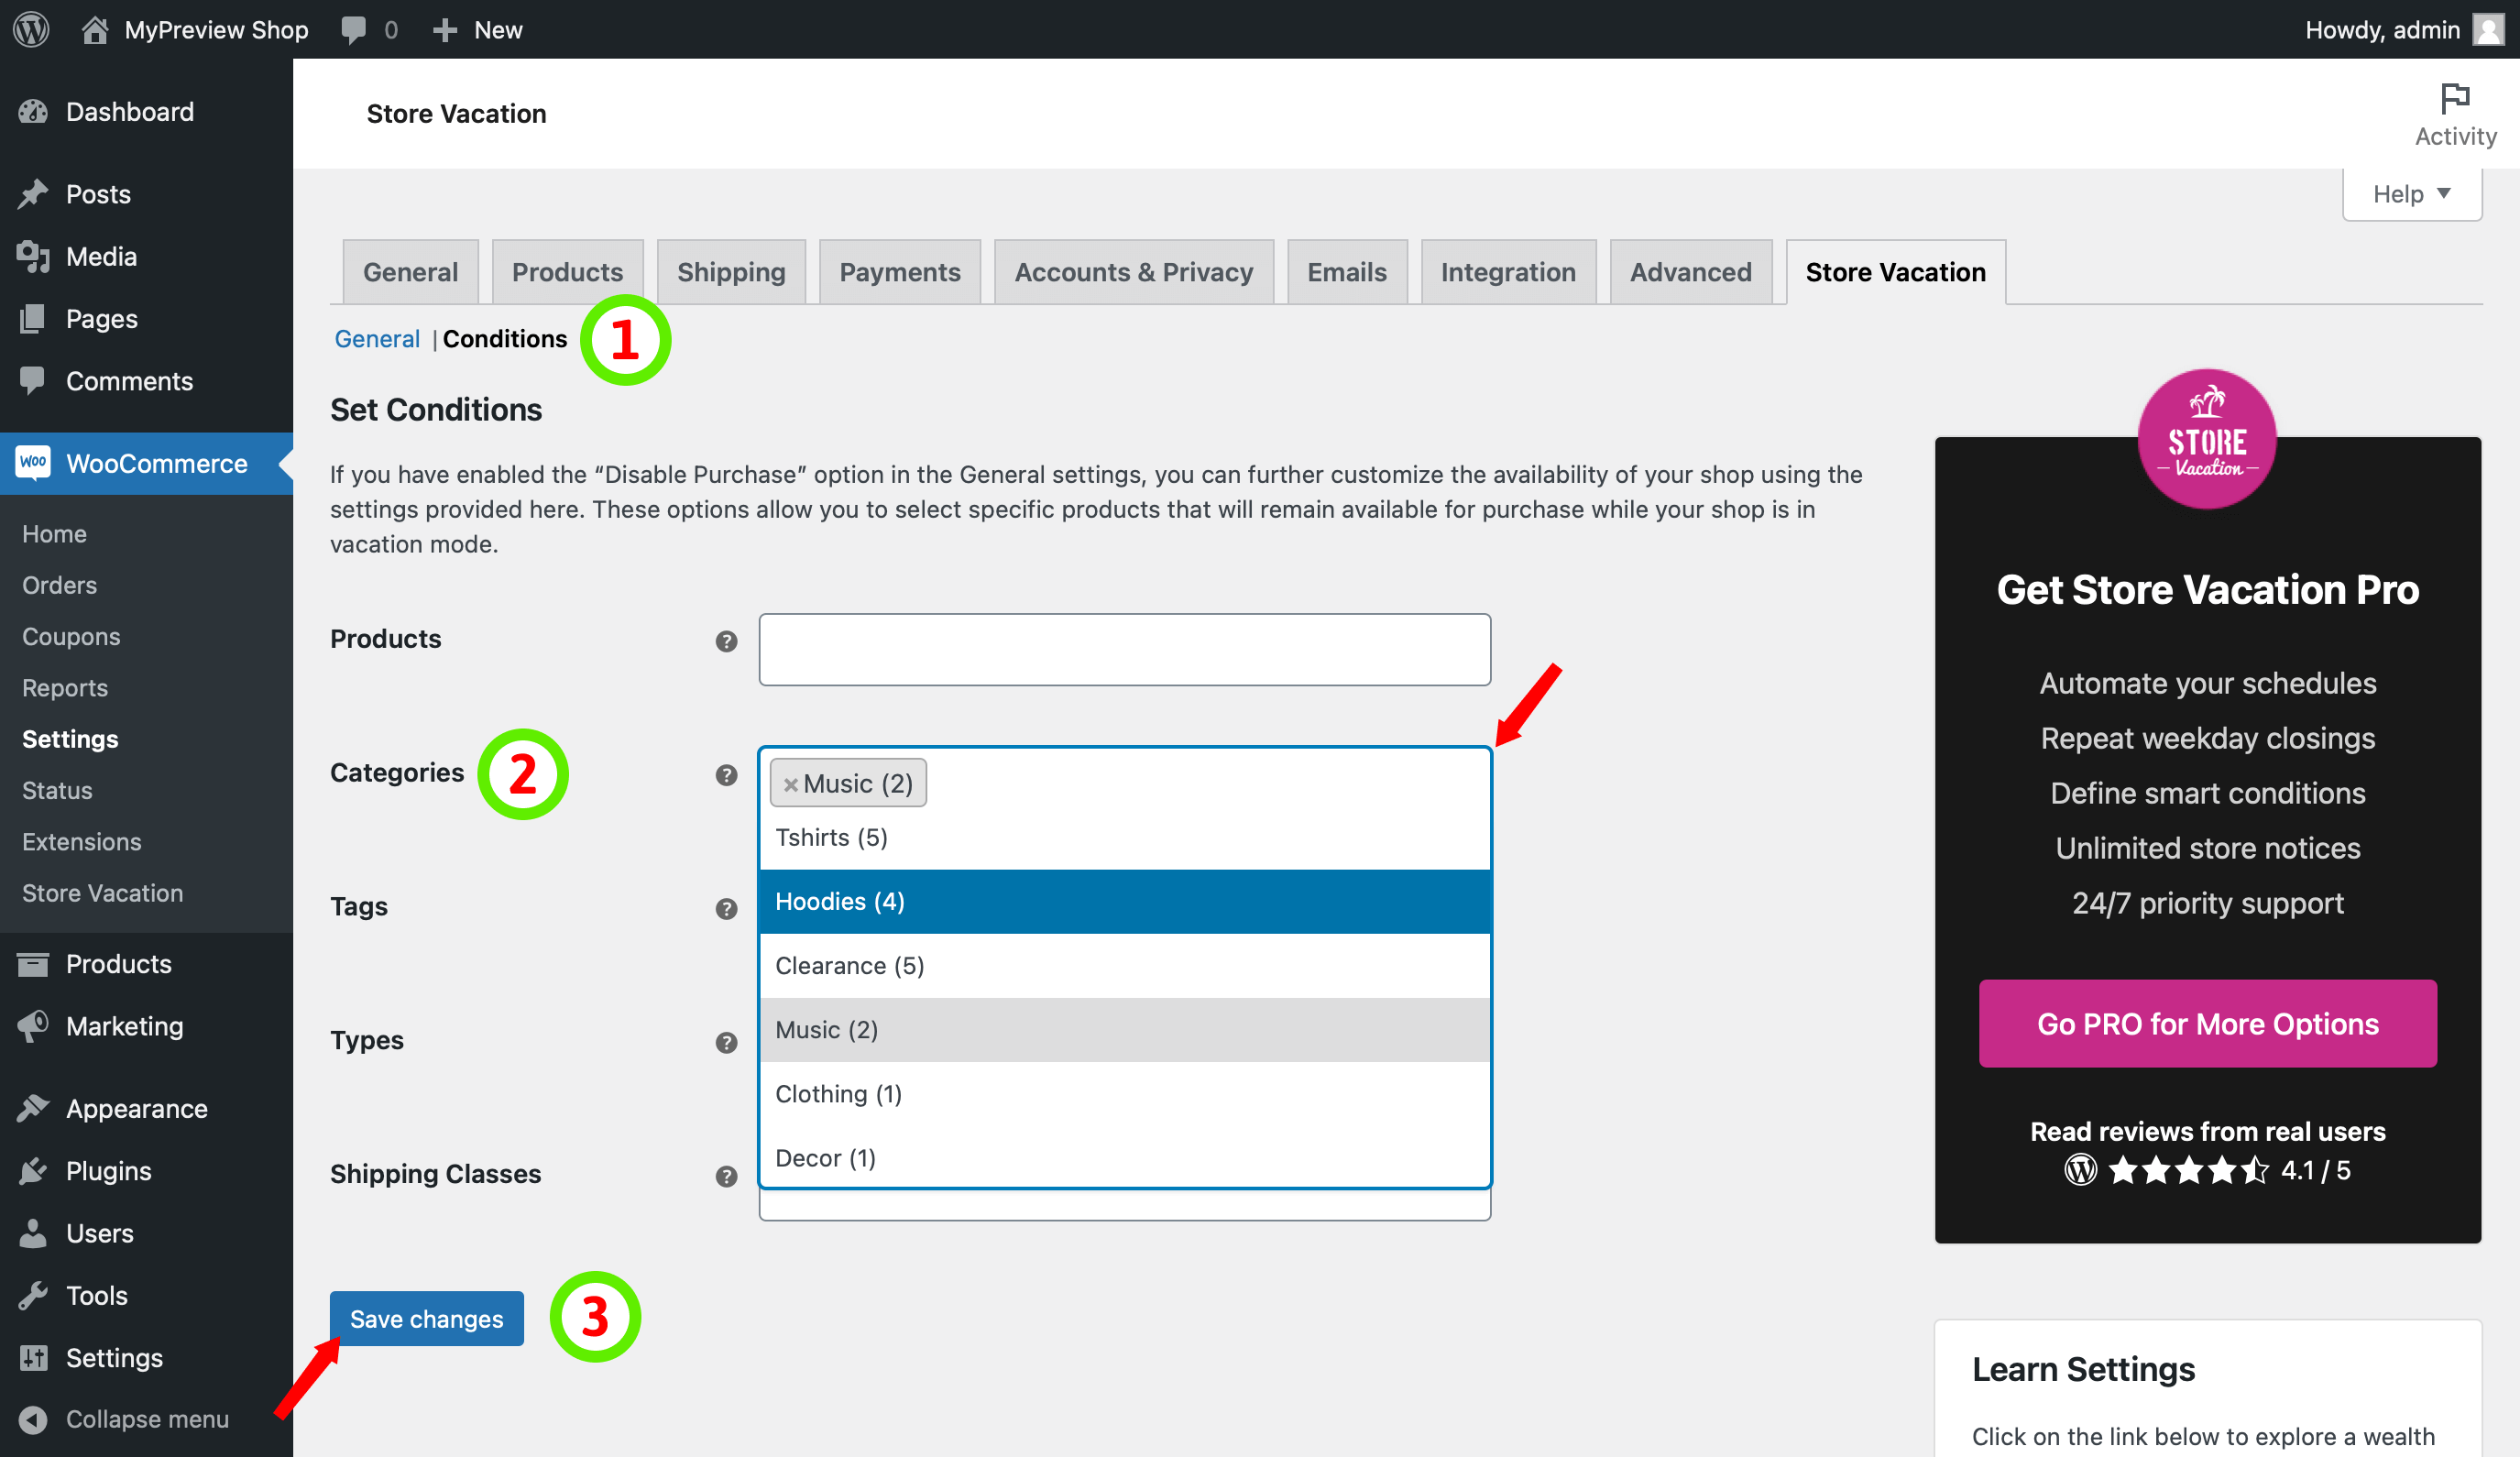 MyPreview Shop 0 New Howdy, admin
Dashboard
Posts
Media
Pages
Comments
Woo WooCommerce
Home
Orders
Coupons
Reports
Settings
Status
Extensions
Store Vacation
Products
Marketing
Appearance
Plugins
Users
Tools
Settings
Collapse menu
Store Vacation
Activity
Help
General Products Shipping Payments Accounts & Privacy Emails Integration Advanced Store Vacation
General | Conditions 1
Set Conditions
If you have enabled the “Disable Purchase” option in the General settings, you can further customize the availability of your shop using the
settings provided here. These options allow you to select specific products that will remain available for purchase while your shop is in
vacation mode.
Products ?
Categories 2 ?
×Music (2)
Tshirts (5)
Hoodies (4)
Clearance (5)
Music (2)
Clothing (1)
Decor (1)
Tags ?
Types ?
Shipping Classes ?
Save changes 3
STORE
Vacation
Get Store Vacation Pro
Automate your schedules
Repeat weekday closings
Define smart conditions
Unlimited store notices
24/7 priority support
Go PRO for More Options
Read reviews from real users
4.1 / 5
Learn Settings
Click on the link below to explore a wealth